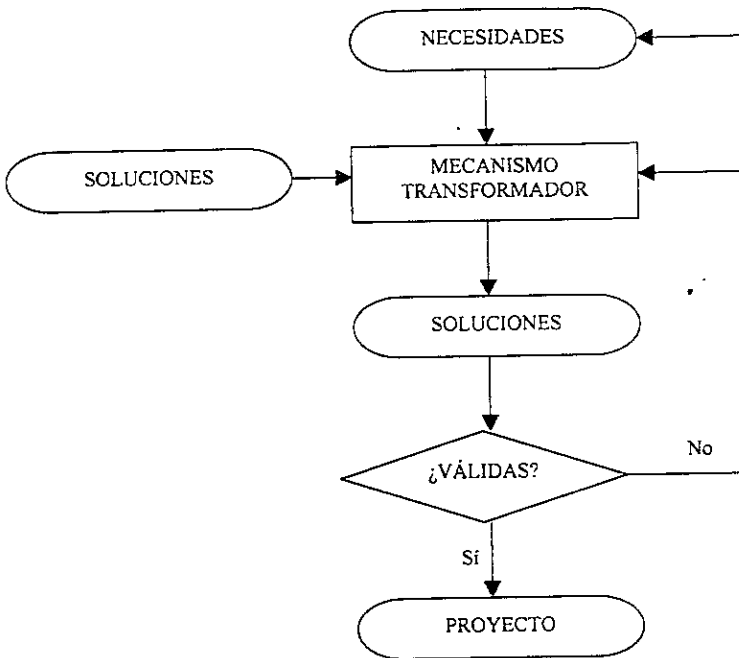 NECESIDADES
SOLUCIONES
MECANISMO
TRANSFORMADOR
SOLUCIONES
¿VÁLIDAS?
No
Sí
PROYECTO